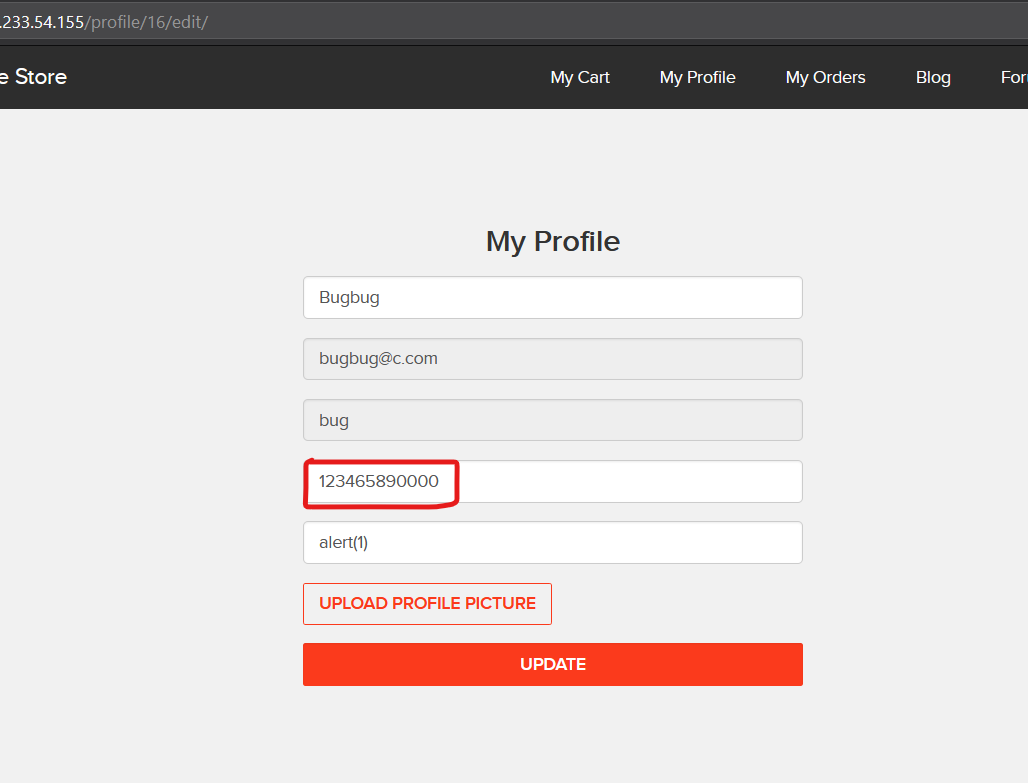 .233.54.155/profile/16/edit/
e Store My Cart My Profile My Orders Blog For
My Profile
Bugbug
bugbug@c.com
bug
123465890000
alert(1)
UPLOAD PROFILE PICTURE
UPDATE